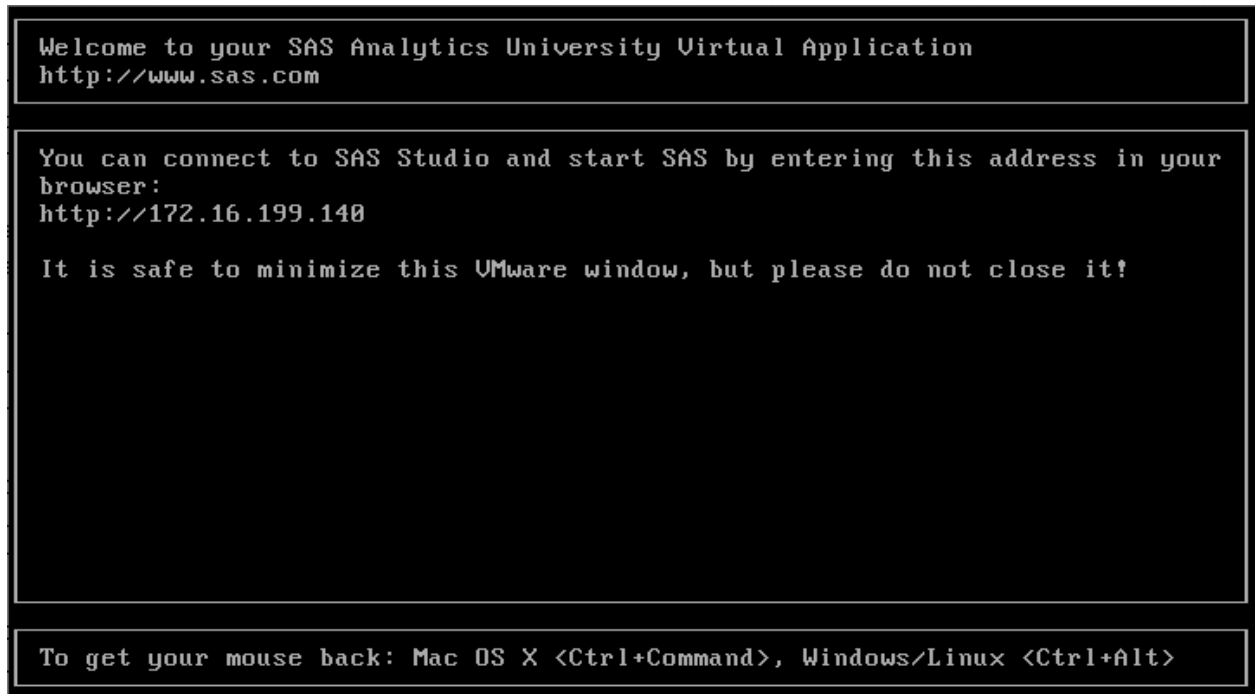 Welcome to your SAS Analytics University Virtual Application
http://www.sas.com
You can connect to SAS Studio and start SAS by entering this address in your
browser:
http://172.16.199.140
It is safe to minimize this VMware window, but please do not close it!
To get your mouse back: Mac OS X <Ctrl+Command>, Windows/Linux <Ctrl+Alt>